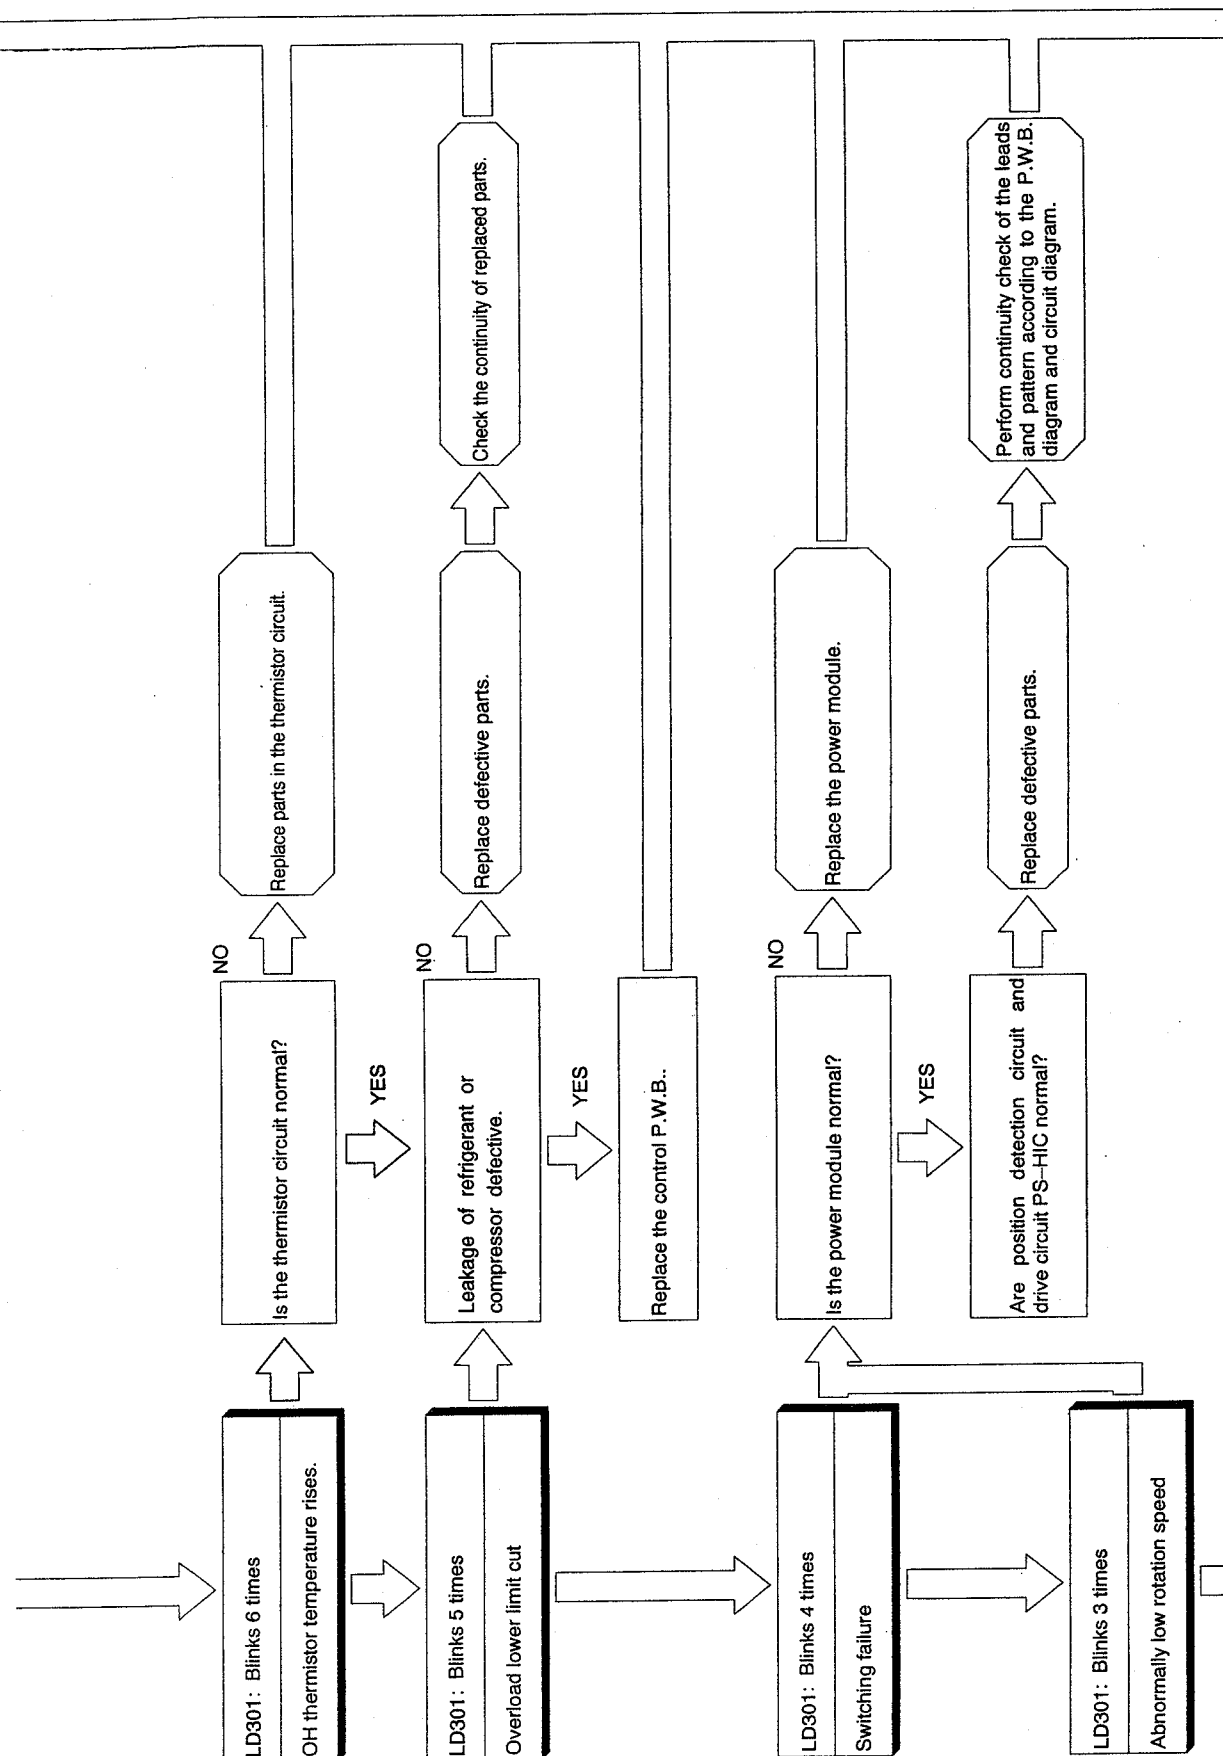 LD301: Blinks 6 times
OH thermistor temperature rises.
Is the thermistor circuit normal?
NO
Replace parts in the thermistor circuit.
YES
LD301: Blinks 5 times
Overload lower limit cut
Leakage of refrigerant or
compressor defective.
NO
Replace defective parts.
Check the continuity of replaced parts.
YES
Replace the control P.W.B..
LD301: Blinks 4 times
Switching failure
Is the power module normal?
NO
Replace the power module.
YES
Are position detection circuit and
drive circuit PS–HIC normal?
Replace defective parts.
Perform continuity check of the leads
and pattern according to the P.W.B.
diagram and circuit diagram.
LD301: Blinks 3 times
Abnormally low rotation speed